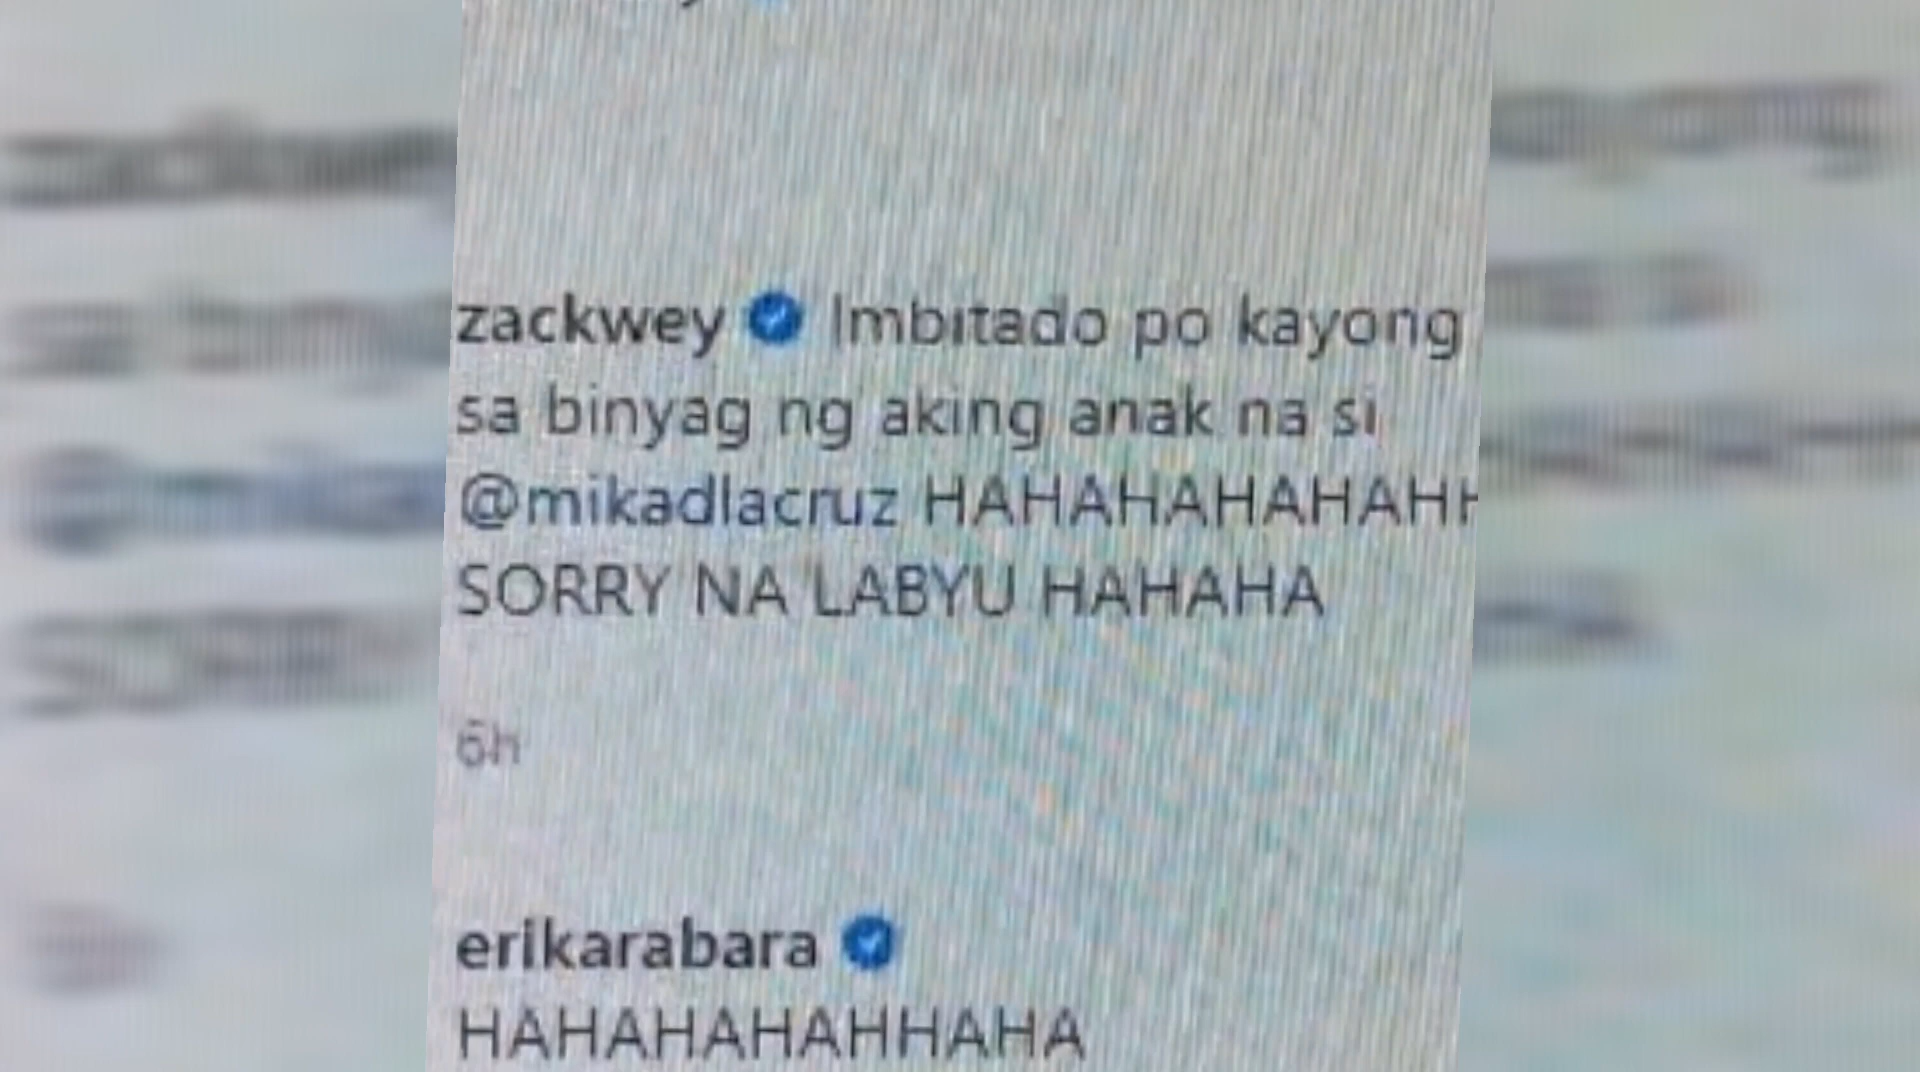 zackwey Imbitado po kayong
sa binyag ng aking anak na si
@mikadlacruz HAHAHAHAHAHH
SORRY NA LABYU HAHAHA
6h
erikarabara
HAHAHAHAHHAHA